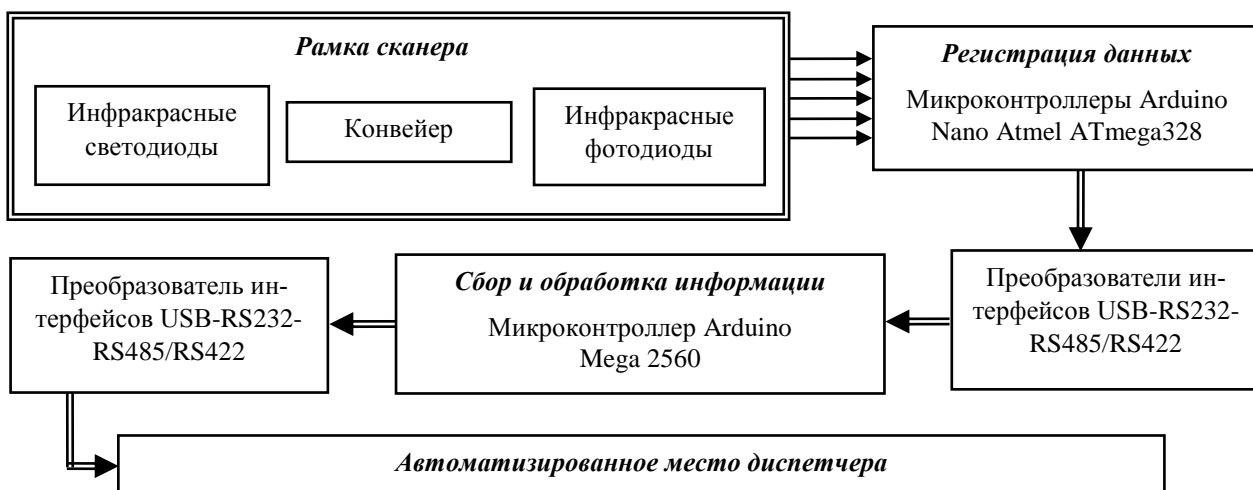 Рамка сканера
Инфракрасные
светодиоды
Конвейер
Инфракрасные
фотодиоды
Регистрация данных
Микроконтроллеры Arduino
Nano Atmel ATmega328
Преобразователь ин-
терфейсов USB-RS232-
RS485/RS422
Сбор и обработка информации
Микроконтроллер Arduino
Mega 2560
Преобразователи ин-
терфейсов USB-RS232-
RS485/RS422
Автоматизированное место диспетчера